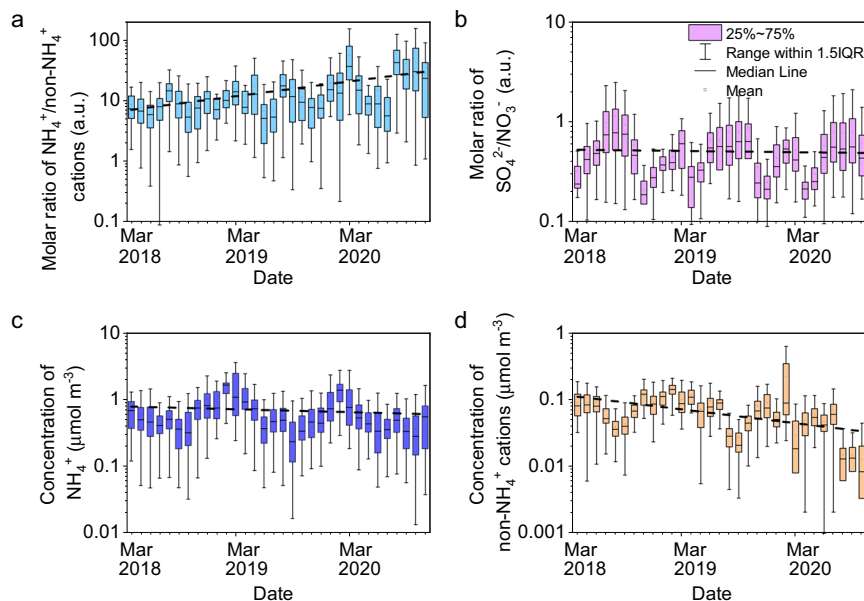 a
Molar ratio of NH₄⁺/non-NH₄⁺
cations (a.u.)
100
10
1
0.1
Mar
2018
Mar
2019
Mar
2020
Date
b
Molar ratio of
SO₄²⁻/NO₃⁻ (a.u.)
10
1
0.1
25%~75%
Range within 1.5IQR
Median Line
Mean
Mar
2018
Mar
2019
Mar
2020
Date
c
Concentration of
NH₄⁺ (μmol m⁻³)
10
1
0.1
0.01
Mar
2018
Mar
2019
Mar
2020
Date
d
Concentration of
non-NH₄⁺ cations (μmol m⁻³)
1
0.1
0.01
0.001
Mar
2018
Mar
2019
Mar
2020
Date